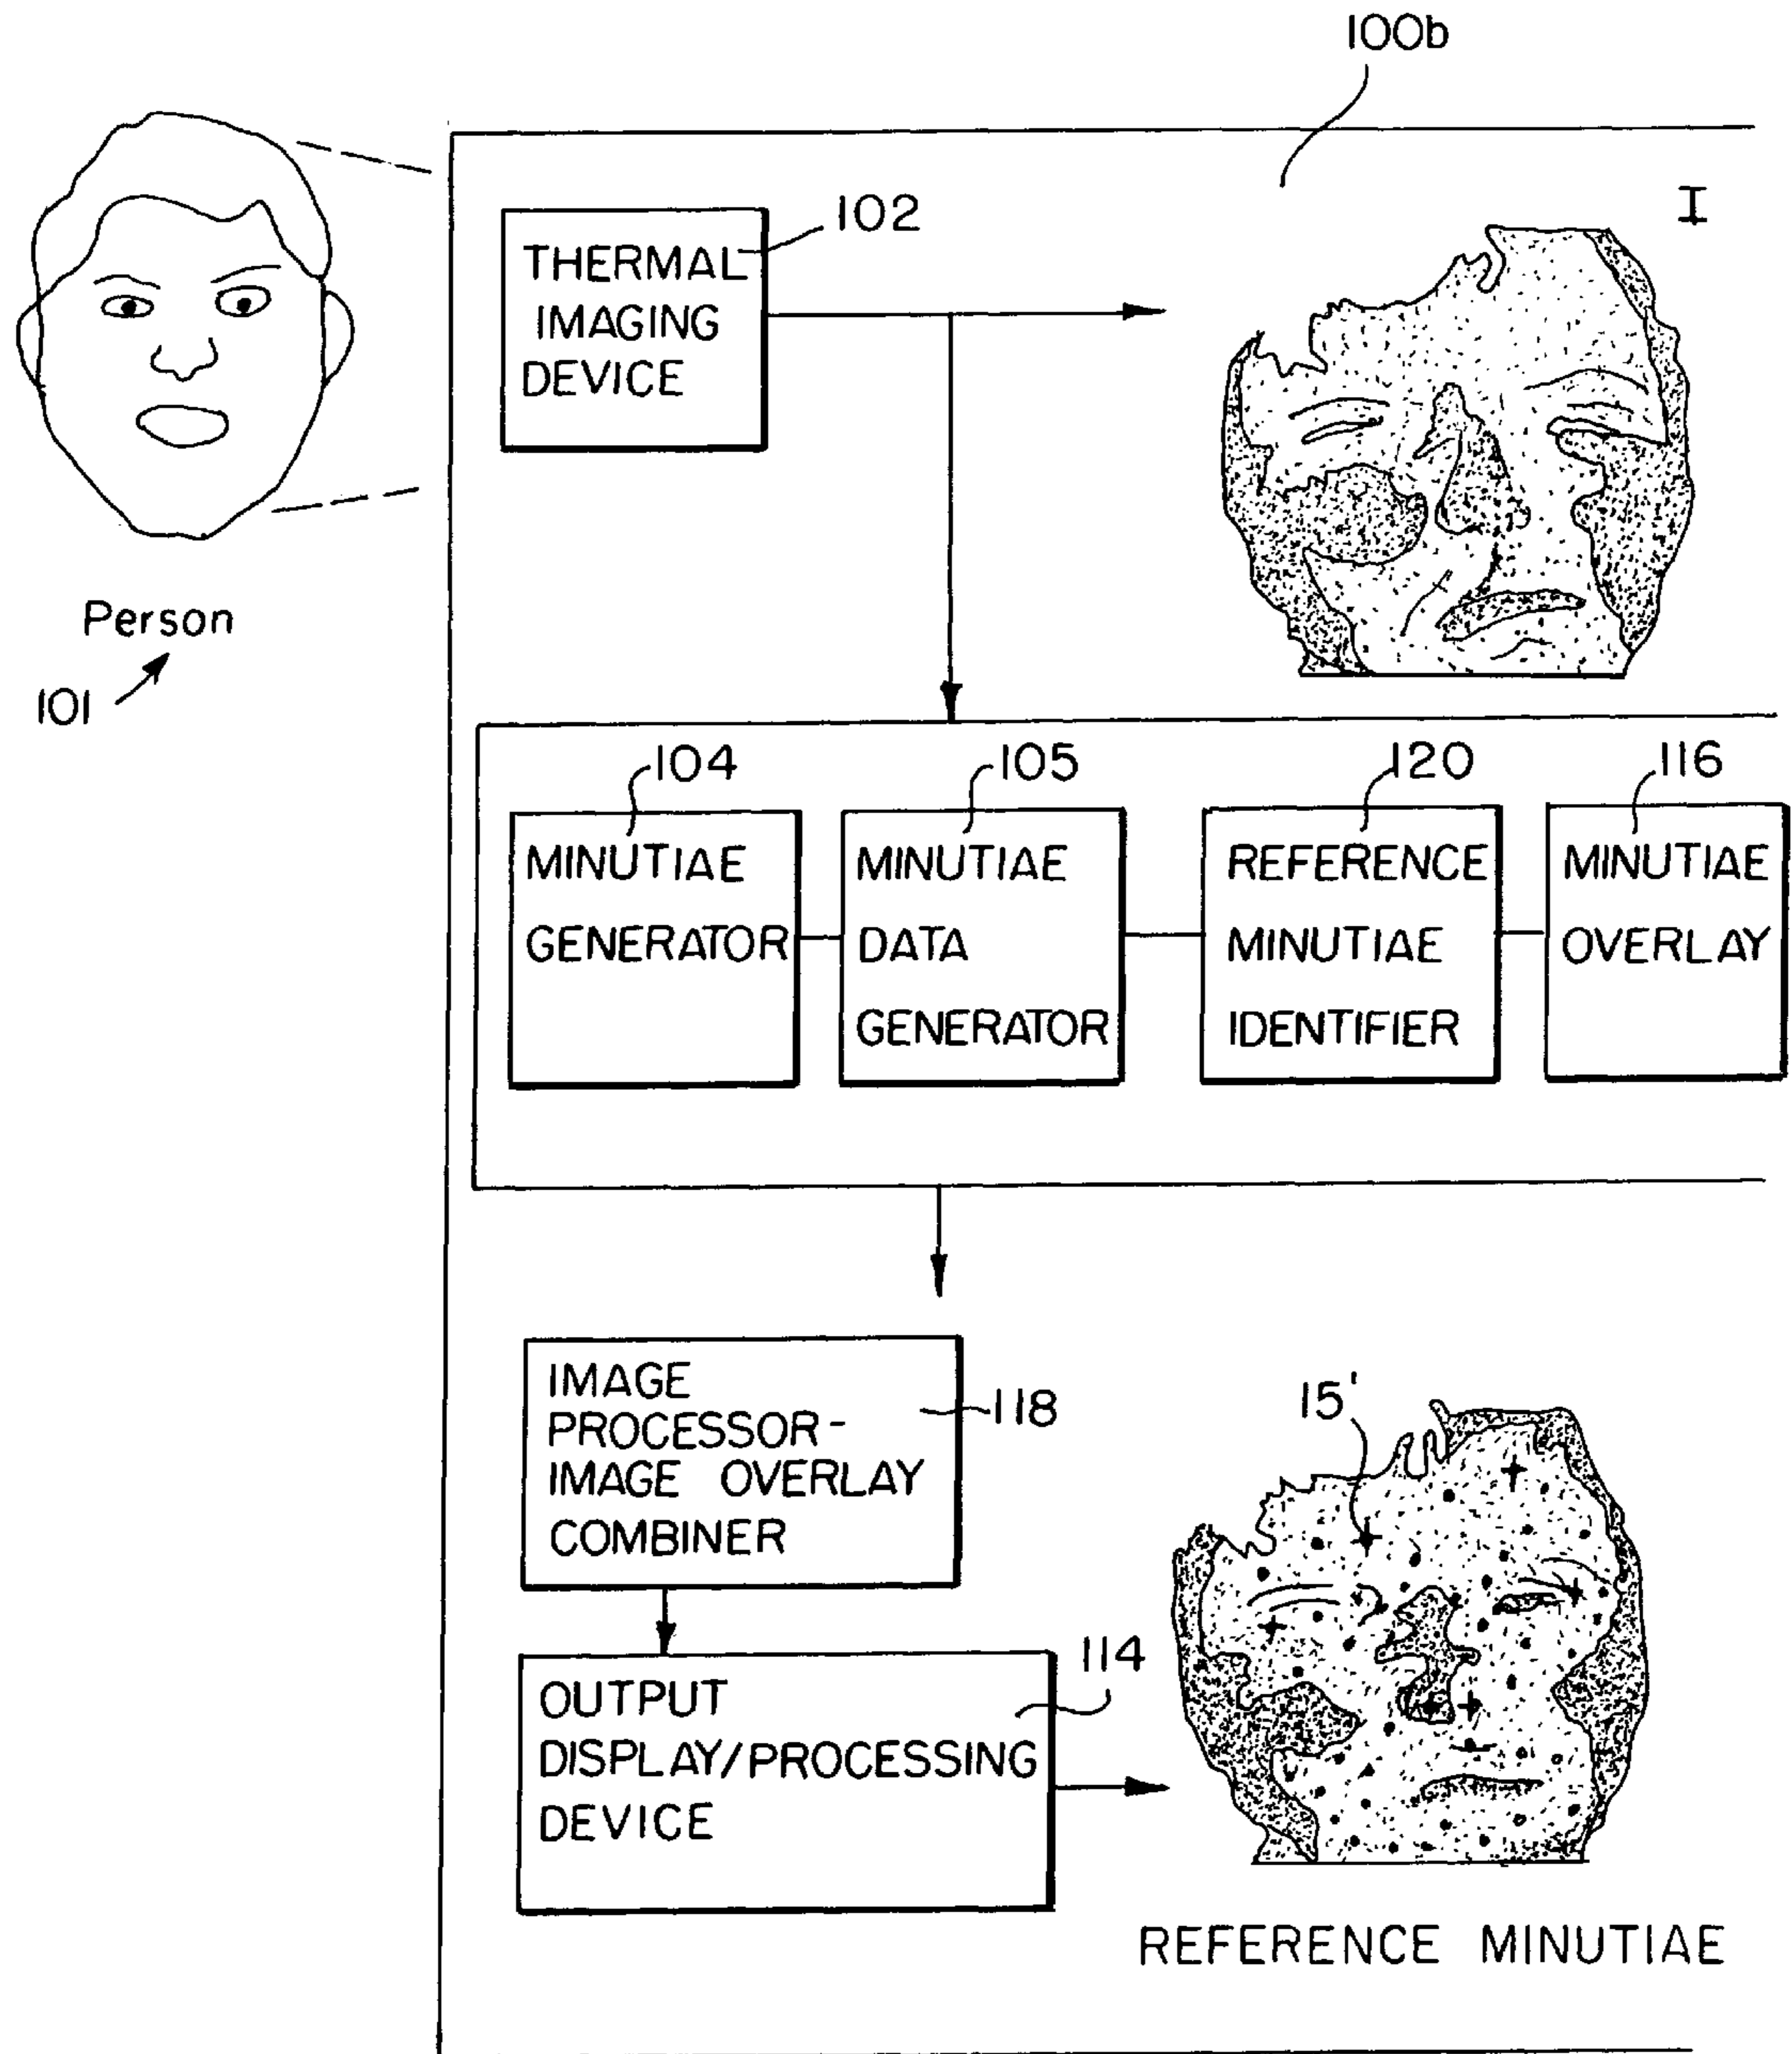 100b
I
102
THERMAL
IMAGING
DEVICE
Person
101
104
105
120
116
MINUTIAE
GENERATOR
MINUTIAE
DATA
GENERATOR
REFERENCE
MINUTIAE
IDENTIFIER
MINUTIAE
OVERLAY
IMAGE
PROCESSOR-
IMAGE OVERLAY
COMBINER
118
15'
OUTPUT
DISPLAY/PROCESSING
DEVICE
114
REFERENCE MINUTIAE